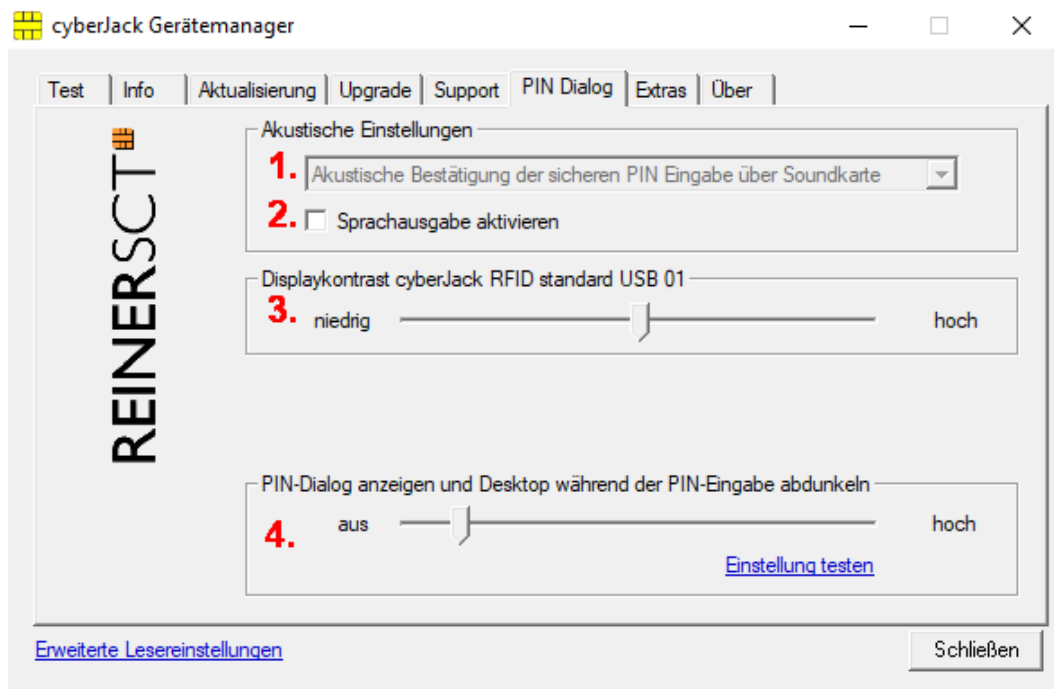 cyberJack Gerätemanager
Test Info Aktualisierung Upgrade Support PIN Dialog Extras Über
REINERSCT
Akustische Einstellungen
1. Akustische Bestätigung der sicheren PIN Eingabe über Soundkarte
2. Sprachausgabe aktivieren
Displaykontrast cyberJack RFID standard USB 01
3. niedrig hoch
PIN-Dialog anzeigen und Desktop während der PIN-Eingabe abdunkeln
4. aus hoch
Einstellung testen
Erweiterte Lesereinstellungen Schließen